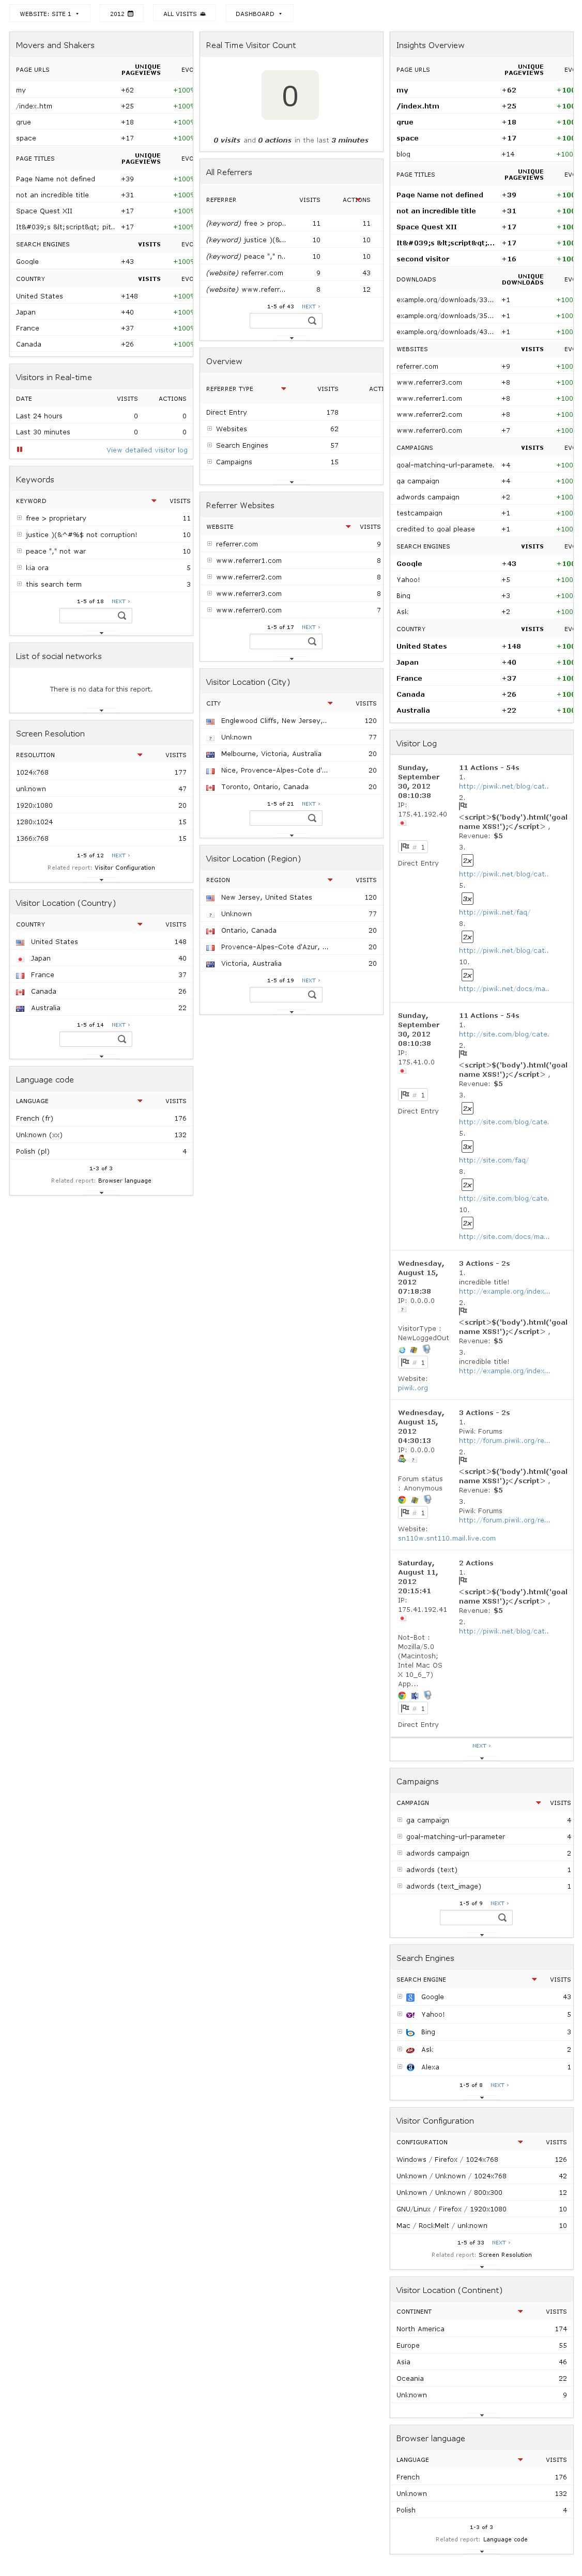 WEBSITE: SITE 1
2012
ALL VISITS
DASHBOARD
Movers and Shakers
PAGE URLS UNIQUE PAGEVIEWS EVO
my +62 +100%
/index.htm +25 +100%
grue +18 +100%
space +17 +100%
PAGE TITLES UNIQUE PAGEVIEWS EVO
Page Name not defined +39 +100%
not an incredible title +31 +100%
Space Quest XII +17 +100%
It&#039;s &lt;script&gt; pit.. +17 +100%
SEARCH ENGINES VISITS EVO
Google +43 +100%
COUNTRY VISITS EVO
United States +148 +100%
Japan +40 +100%
France +37 +100%
Canada +26 +100%
Visitors in Real-time
DATE VISITS ACTIONS
Last 24 hours 0 0
Last 30 minutes 0 0
View detailed visitor log
Keywords
KEYWORD VISITS
free > proprietary 11
justice )(&^#%$ not corruption! 10
peace "," not war 10
kia ora 5
this search term 3
1-5 of 18 NEXT ›
List of social networks
There is no data for this report.
Screen Resolution
RESOLUTION VISITS
1024x768 177
unknown 47
1920x1080 20
1280x1024 15
1366x768 15
1-5 of 12 NEXT ›
Related report: Visitor Configuration
Visitor Location (Country)
COUNTRY VISITS
United States 148
Japan 40
France 37
Canada 26
Australia 22
1-5 of 14 NEXT ›
Language code
LANGUAGE VISITS
French (fr) 176
Unknown (xx) 132
Polish (pl) 4
1-3 of 3
Related report: Browser language
Real Time Visitor Count
0
0 visits and 0 actions in the last 3 minutes
All Referrers
REFERRER VISITS ACTIONS
(keyword) free > prop.. 11 11
(keyword) justice )(&... 10 10
(keyword) peace "," n.. 10 10
(website) referrer.com 9 43
(website) www.referr... 8 12
1-5 of 43 NEXT ›
Overview
REFERRER TYPE VISITS ACTI
Direct Entry 178
Websites 62
Search Engines 57
Campaigns 15
Referrer Websites
WEBSITE VISITS
referrer.com 9
www.referrer1.com 8
www.referrer2.com 8
www.referrer3.com 8
www.referrer0.com 7
1-5 of 17 NEXT ›
Visitor Location (City)
CITY VISITS
Englewood Cliffs, New Jersey,.. 120
Unknown 77
Melbourne, Victoria, Australia 20
Nice, Provence-Alpes-Cote d'... 20
Toronto, Ontario, Canada 20
1-5 of 21 NEXT ›
Visitor Location (Region)
REGION VISITS
New Jersey, United States 120
Unknown 77
Ontario, Canada 20
Provence-Alpes-Cote d'Azur, ... 20
Victoria, Australia 20
1-5 of 19 NEXT ›
Insights Overview
PAGE URLS UNIQUE PAGEVIEWS EVO
my +62 +100
/index.htm +25 +100
grue +18 +100
space +17 +100
blog +14 +100
PAGE TITLES UNIQUE PAGEVIEWS EVO
Page Name not defined +39 +100
not an incredible title +31 +100
Space Quest XII +17 +100
It&#039;s &lt;script&gt;... +17 +100
second visitor +16 +100
DOWNLOADS UNIQUE DOWNLOADS EVO
example.org/downloads/33... +1 +100
example.org/downloads/35... +1 +100
example.org/downloads/43... +1 +100
WEBSITES VISITS EVO
referrer.com +9 +100
www.referrer3.com +8 +100
www.referrer1.com +8 +100
www.referrer2.com +8 +100
www.referrer0.com +7 +100
CAMPAIGNS VISITS EVO
goal-matching-url-paramete. +4 +100
ga campaign +4 +100
adwords campaign +2 +100
testcampaign +1 +100
credited to goal please +1 +100
SEARCH ENGINES VISITS EVO
Google +43 +100
Yahoo! +5 +100
Bing +3 +100
Ask +2 +100
COUNTRY VISITS EVO
United States +148 +100
Japan +40 +100
France +37 +100
Canada +26 +100
Australia +22 +100
Visitor Log
Sunday, September 30, 2012 08:10:38
IP: 175.41.192.40
1
Direct Entry
11 Actions - 54s
1.
http://piwik.net/blog/cat..
2.
<script>$('body').html('goal name XSS!');</script> ,
Revenue: $5
3.
2x
http://piwik.net/blog/cat..
5.
3x
http://piwik.net/faq/
8.
2x
http://piwik.net/blog/cat..
10.
2x
http://piwik.net/docs/ma..
Sunday, September 30, 2012 08:10:38
IP: 175.41.0.0
1
Direct Entry
11 Actions - 54s
1.
http://site.com/blog/cate.
2.
<script>$('body').html('goal name XSS!');</script> ,
Revenue: $5
3.
2x
http://site.com/blog/cate.
5.
3x
http://site.com/faq/
8.
2x
http://site.com/blog/cate.
10.
2x
http://site.com/docs/ma...
Wednesday, August 15, 2012 07:18:38
IP: 0.0.0.0
VisitorType : NewLoggedOut
1
Website:
piwik.org
3 Actions - 2s
1.
incredible title!
http://example.org/index...
2.
<script>$('body').html('goal name XSS!');</script> ,
Revenue: $5
3.
incredible title!
http://example.org/index...
Wednesday, August 15, 2012 04:30:13
IP: 0.0.0.0
Forum status : Anonymous
1
Website:
sn110w.snt110.mail.live.com
3 Actions - 2s
1.
Piwik Forums
http://forum.piwik.org/re...
2.
<script>$('body').html('goal name XSS!');</script> ,
Revenue: $5
3.
Piwik Forums
http://forum.piwik.org/re...
Saturday, August 11, 2012 20:15:41
IP: 175.41.192.41
Not-Bot : Mozilla/5.0 (Macintosh; Intel Mac OS X 10_6_7) App...
1
Direct Entry
2 Actions
1.
<script>$('body').html('goal name XSS!');</script> ,
Revenue: $5
2.
http://piwik.net/blog/cat..
NEXT ›
Campaigns
CAMPAIGN VISITS
ga campaign 4
goal-matching-url-parameter 4
adwords campaign 2
adwords (text) 1
adwords (text_image) 1
1-5 of 9 NEXT ›
Search Engines
SEARCH ENGINE VISITS
Google 43
Yahoo! 5
Bing 3
Ask 2
Alexa 1
1-5 of 8 NEXT ›
Visitor Configuration
CONFIGURATION VISITS
Windows / Firefox / 1024x768 126
Unknown / Unknown / 1024x768 42
Unknown / Unknown / 800x300 12
GNU/Linux / Firefox / 1920x1080 10
Mac / RockMelt / unknown 10
1-5 of 33 NEXT ›
Related report: Screen Resolution
Visitor Location (Continent)
CONTINENT VISITS
North America 174
Europe 55
Asia 46
Oceania 22
Unknown 9
Browser language
LANGUAGE VISITS
French 176
Unknown 132
Polish 4
1-3 of 3
Related report: Language code